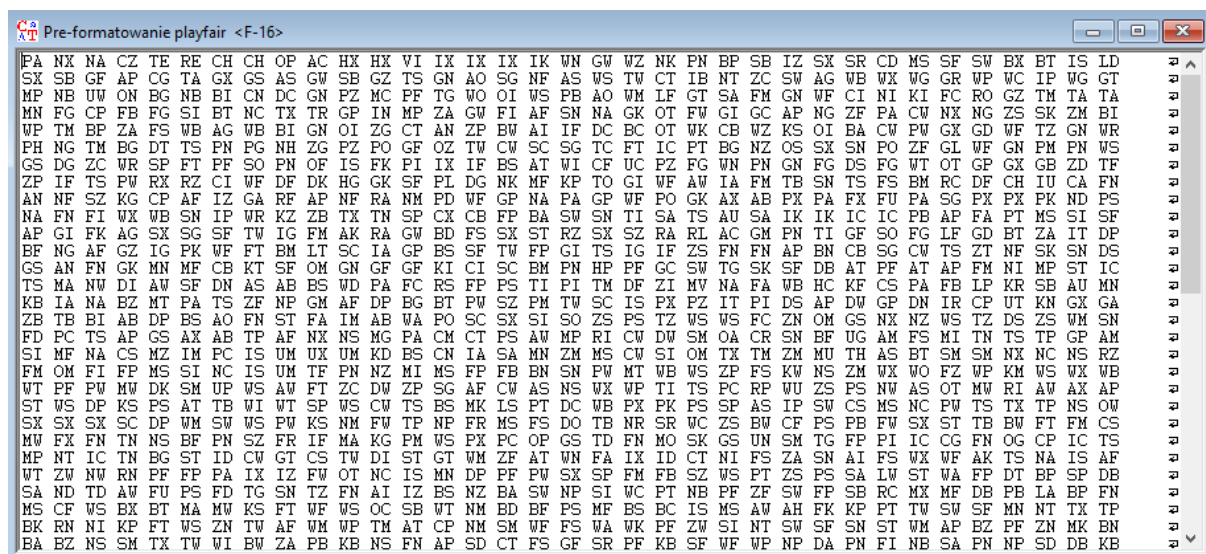 Pre-formatowanie playfair <F-16>
PA NX NA CZ TE RE CH CH OP AC HX HX VI IX IX IX IK WN GW WZ NK PN BP SB IZ SX SR CD MS SF SW BX BT IS LD
SX SB GF AP CG TA GX GS AS GW SB GZ TS GN AO SG NF AS WS TW CT IB NT ZC SW AG WB WX WG GR WP WC IP WG GT
MP NB UW ON BG NB BI CN DC GN PZ MC PF TG WO OI WS PB AO WM LF GT SA FM GN WF CI NI KI FC RO GZ TM TA TA
MN FG CP FB FG SI BT NC TX TR GP IN MP ZA GW FI AF SN NA GK OT FW GI GC AP NG ZF PA CW NX NG ZS SK ZM BI
WP TM BP ZA FS WB AG WB BI GN OI ZG CT AN ZP BW AI IF DC BC OT WK CB WZ KS OI BA CW PW GX GD WF TZ GN WR
PH NG TM BG DT TS PN PG NH ZG PZ PO GF OZ TW CW SC SG TC FT IC PT BG NZ OS SX SN PO ZF GL WF GN PM PN WS
GS DG ZC WR SP FT PF SO PN OF IS FK PI IX IF BS AT WI CF UC PZ FG WN PN GN FG DS FG WT OT GP GX GB ZD TF
ZP IF TS PW RX RZ CI WF DF DK HG GK SF PL DG NK MF KP TO GI WF AW IA FM TB SN TS FS BM RC DF CH IU CA FN
AN NF SZ KG CP AF IZ GA RF AP NF RA NM PD WF GP NA PA GP WF PO GK AX AB PX PA FX FU PA SG PX PX PK ND PS
NA FN FI WX WB SN IP WR KZ ZB TX TN SP CX CB FP BA SW SN TI SA TS AU SA IK IK IC IC PB AP FA PT MS SI SF
AP GI FK AG SX SG SF TW IG FM AK RA GW BD FS SX ST RZ SX SZ RA RL AC GM PN TI GF SO FG LF GD BT ZA IT DP
BF NG AF GZ IG PK WF FT BM LT SC IA GP BS SF TW FP GI TS IG IF ZS FN FN AP BN CB SG CW TS ZT NF SK SN DS
GS AN FN GK MN MF CB KT SF OM GN GF GF KI CI SC BM PN HP PF GC SW TG SK SF DB AT PF AT AP FM NI MP ST IC
TS MA NW DI AW SF DN AS AB BS WD PA FC RS FP PS TI PI TM DF ZI MV NA FA WB HC KF CS PA FB LP KR SB AU MN
KB IA NA BZ MT PA TS ZF NP GM AF DP BG BT PW SZ PM TW SC IS PX PZ IT PI DS AP DW GP DN IR CP UT KN GX GA
ZB TB BI AB DP BS AO FN ST FA IM AB WA PO SC SX SI SO ZS PS TZ WS WS FC ZN OM GS NX NZ WS TZ DS ZS WM SN
FD PC TS AP GS AX AB TP AF NX NS MG PA CM CT PS AW MP RI CW DW SM OA CR SN BF UG AM FS MI TN TS TP GP AM
SI MF NA CS MZ IM PC IS UM UX UM KD BS CN IA SA MN ZM MS CW SI OM TX TM ZM MU TH AS BT SM SM NX NC NS RZ
FM OM FI FP MS SI NC IS UM TF PN NZ MI MS FP FB BN SN PW MT WB WS ZP FS KW NS ZM WX WO FZ WP KM WS WX WB
WT PF PW MW DK SM UP WS AW FT ZC DW ZP SG AF CW AS NS WX WP TI TS PC RP WU ZS PS NW AS OT MW RI AW AX AP
ST WS DP KS PS AT TB WI WT SP WS CW TS BS MK LS PT DC WB PX PK PS SP AS IP SW CS MS NC PW TS TX TP NS OW
SX SX SX SC DP WM SW WS PW KS NM FW TP NP FR MS FS DO TB NR SR WC ZS BW CF PS PB FW SX ST TB BW FT FM CS
MW FX FN TN NS BF PN SZ FR IF MA KG PM WS PX PC OP GS TD FN MO SK GS UN SM TG FP PI IC CG FN OG CP IC TS
MP NT IC TN BG ST ID CW GT CS TW DI ST GT WM ZF AT WN FA IX ID CT NI FS ZA SN AI FS WX WF AK TS NA IS AF
WT ZW NW RN PF FP PA IX IZ FW OT NC IS MN DP PF PW SX SP FM FB SZ WS PT ZS PS SA LW ST WA FP DT BP SP DB
SA ND TD AW FU PS FD TG SN TZ FN AI IZ BS NZ BA SW NP SI WC PT NB PF ZF SW FP SB RC MX MF DB PB LA BP FN
MS CF WS BX BT MA MW KS FT WF WS OC SB WT NM BD BF PS MF BS BC IS MS AW AH FK KP PT TW SW SF MN NT TX TP
BK RN NI KP FT WS ZN TW AF WM WP TM AT CP NM SM WF FS WA WK PF ZW SI NT SW SF SN ST WM AP BZ PF ZN MK BN
BA BZ NS SM TX TW WI BW ZA PB KB NS FN AP SD CT FS GF SR PF KB SF WF WP NP DA PN FI NB SA PN NP SD DB KB